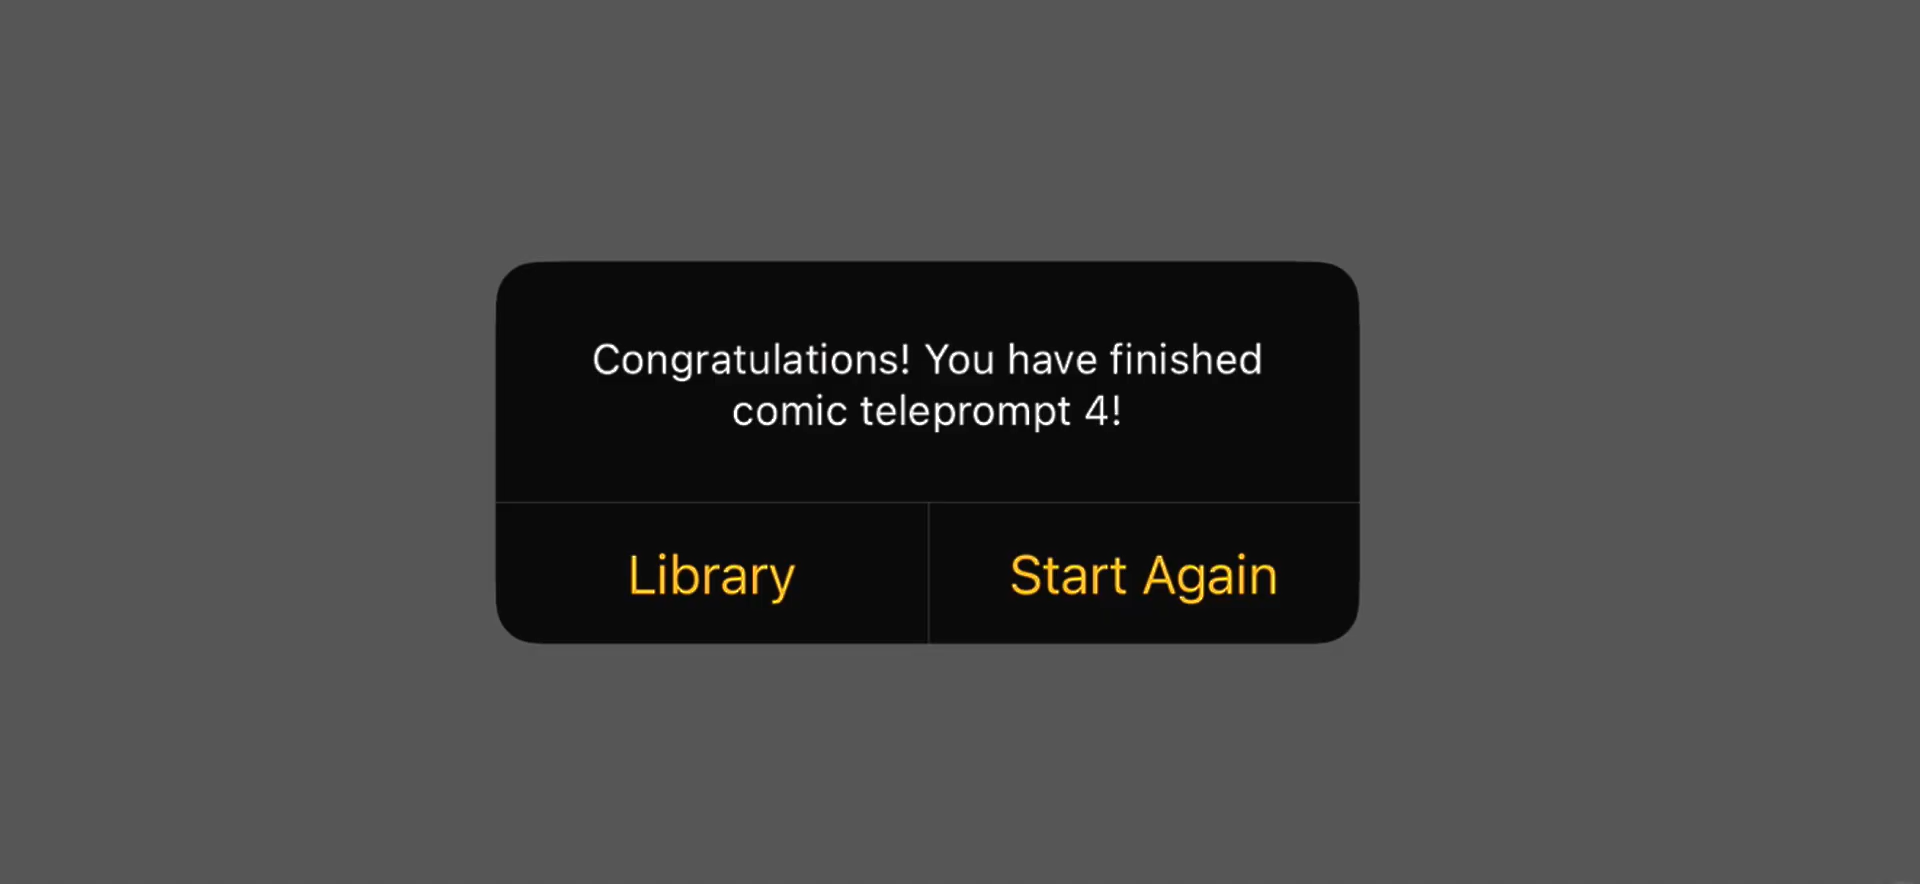 Congratulations! You have finished
comic teleprompt 4!
Library
Start Again